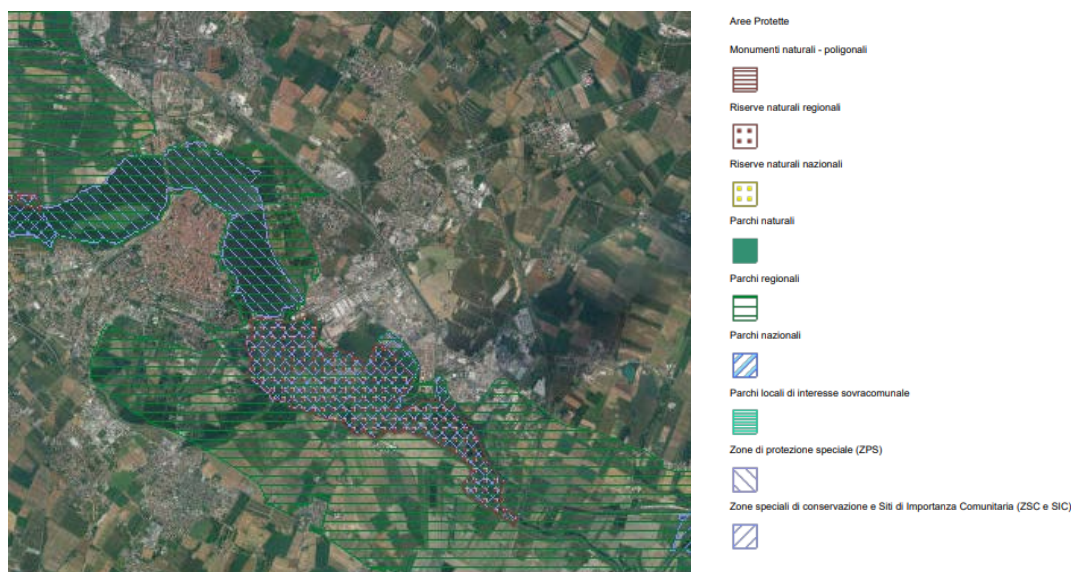 Aree Protette
Monumenti naturali - poligonali
Riserve naturali regionali
Riserve naturali nazionali
Parchi naturali
Parchi regionali
Parchi nazionali
Parchi locali di interesse sovracomunale
Zone di protezione speciale (ZPS)
Zone speciali di conservazione e Siti di Importanza Comunitaria (ZSC e SIC)